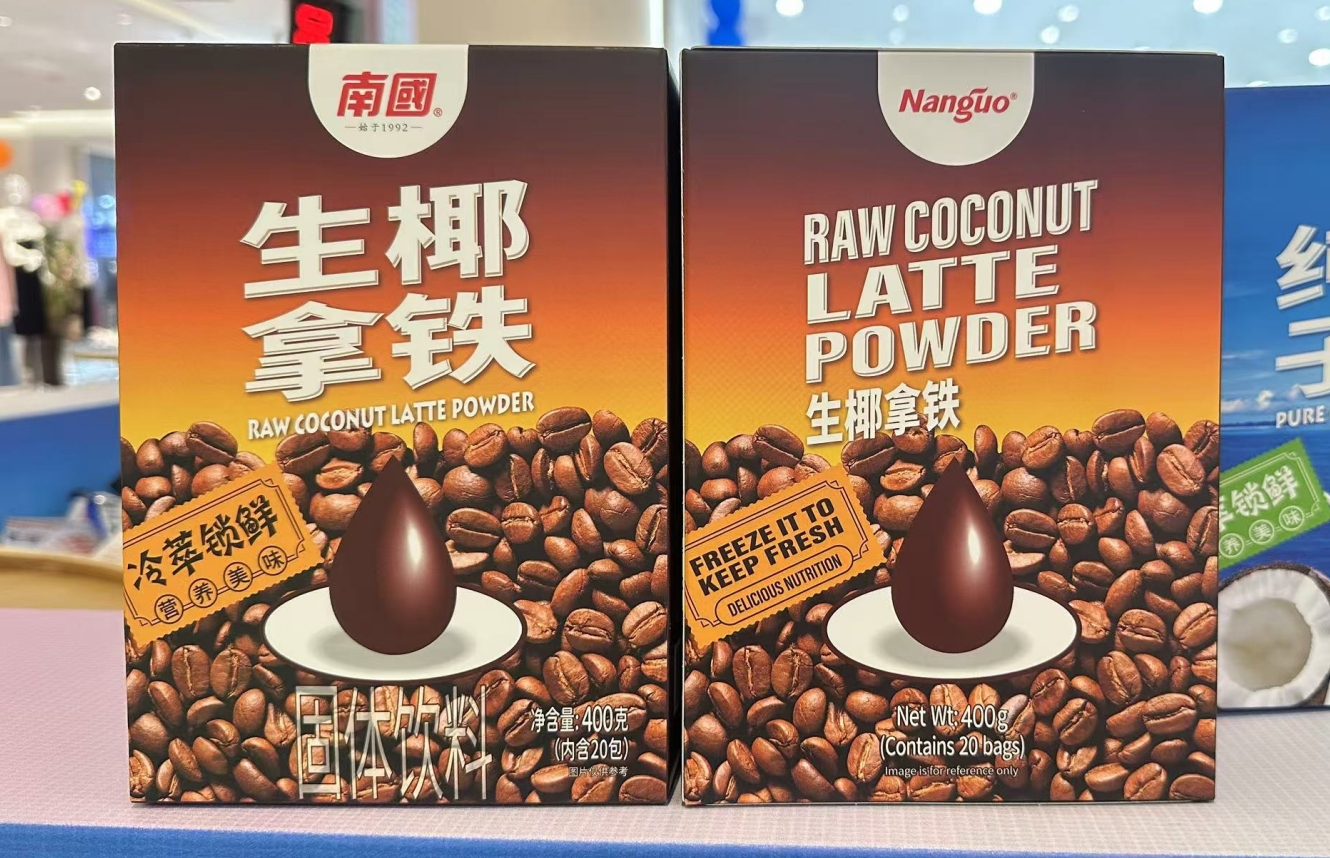 南國®
始于1992
生椰
拿铁
RAW COCONUT LATTE POWDER
冷萃锁鲜
营养美味
固体饮料
净含量:400克
(内含20包)
图片仅供参考
Nanguo®
RAW COCONUT
LATTE
POWDER
生椰拿铁
FREEZE IT TO
KEEP FRESH
DELICIOUS NUTRITION
Net Wt: 400g
(Contains 20 bags)
Image is for reference only
PURE
锁鲜
养美味